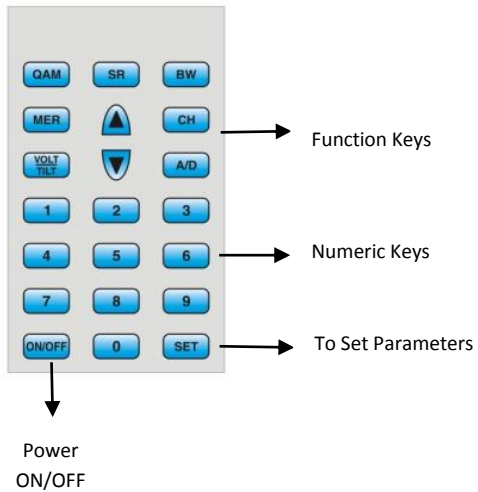 QAM SR BW
MER CH
Function Keys
VOLT
TILT
A/D
1 2 3
4 5 6
Numeric Keys
7 8 9
ON/OFF 0 SET
To Set Parameters
Power
ON/OFF